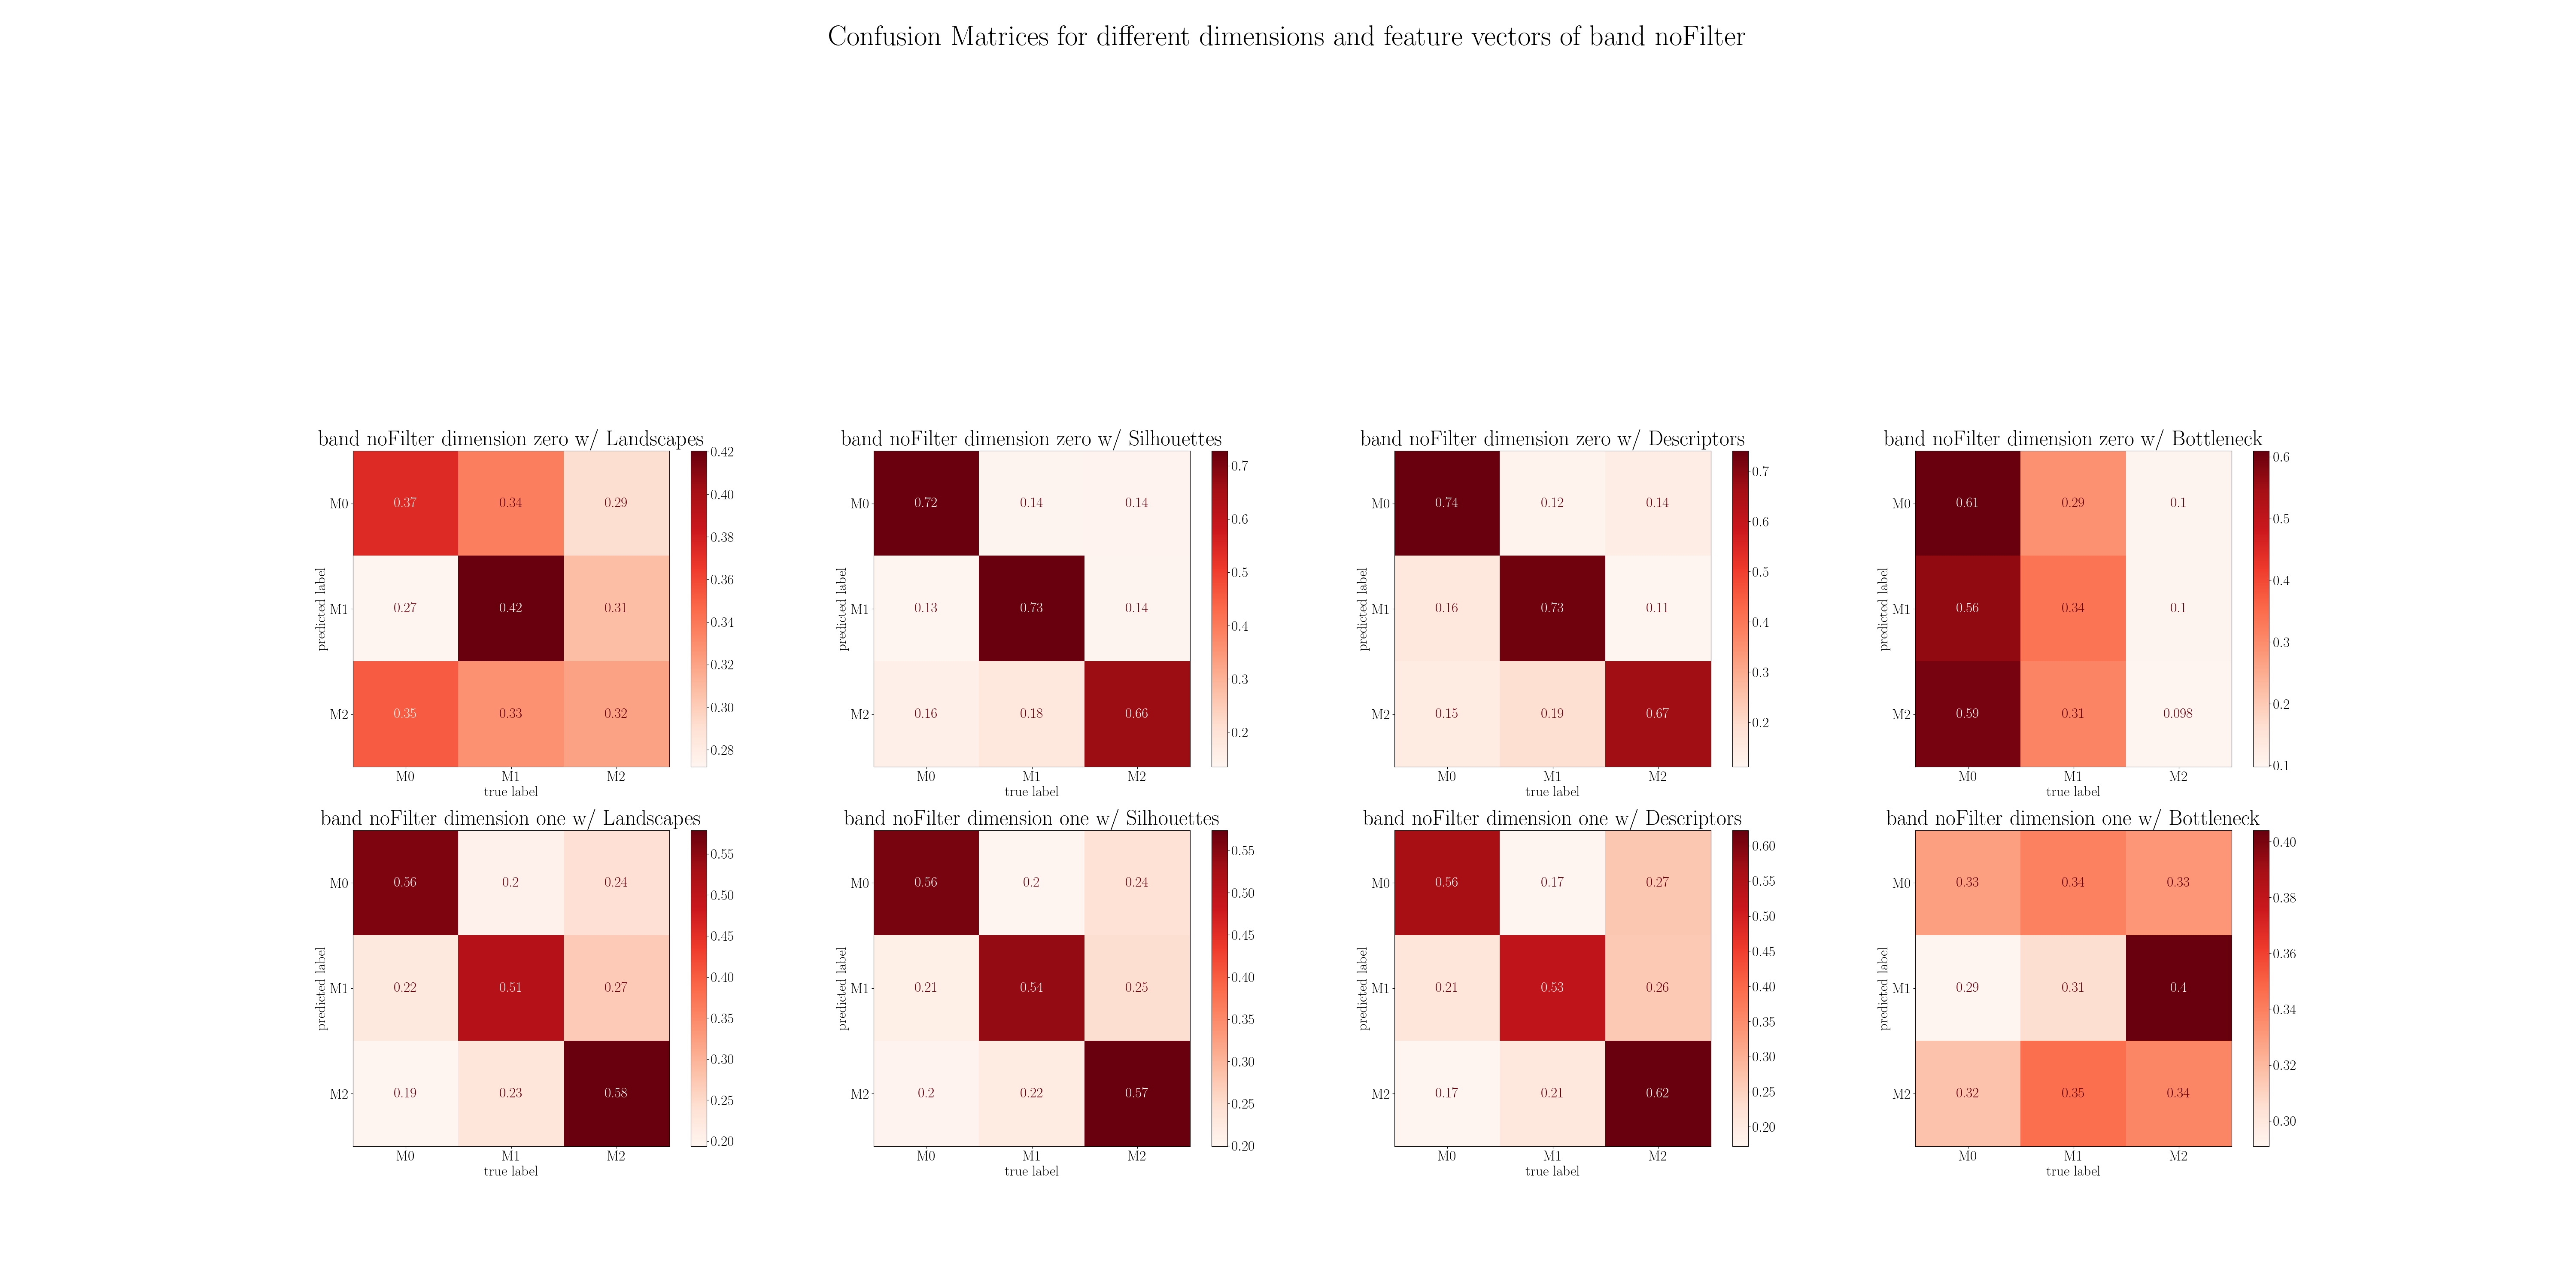 Confusion Matrices for different dimensions and feature vectors of band noFilter
band noFilter dimension zero w/ Landscapes
predicted label
M0
M1
M2
0.37 0.34 0.29
0.27 0.42 0.31
0.35 0.33 0.32
M0 M1 M2
true label
0.42
0.40
0.38
0.36
0.34
0.32
0.30
0.28
band noFilter dimension zero w/ Silhouettes
predicted label
M0
M1
M2
0.72 0.14 0.14
0.13 0.73 0.14
0.16 0.18 0.66
M0 M1 M2
true label
0.7
0.6
0.5
0.4
0.3
0.2
band noFilter dimension zero w/ Descriptors
predicted label
M0
M1
M2
0.74 0.12 0.14
0.16 0.73 0.11
0.15 0.19 0.67
M0 M1 M2
true label
0.7
0.6
0.5
0.4
0.3
0.2
band noFilter dimension zero w/ Bottleneck
predicted label
M0
M1
M2
0.61 0.29 0.1
0.56 0.34 0.1
0.59 0.31 0.098
M0 M1 M2
true label
0.6
0.5
0.4
0.3
0.2
0.1
band noFilter dimension one w/ Landscapes
predicted label
M0
M1
M2
0.56 0.2 0.24
0.22 0.51 0.27
0.19 0.23 0.58
M0 M1 M2
true label
0.55
0.50
0.45
0.40
0.35
0.30
0.25
0.20
band noFilter dimension one w/ Silhouettes
predicted label
M0
M1
M2
0.56 0.2 0.24
0.21 0.54 0.25
0.2 0.22 0.57
M0 M1 M2
true label
0.55
0.50
0.45
0.40
0.35
0.30
0.25
0.20
band noFilter dimension one w/ Descriptors
predicted label
M0
M1
M2
0.56 0.17 0.27
0.21 0.53 0.26
0.17 0.21 0.62
M0 M1 M2
true label
0.60
0.55
0.50
0.45
0.40
0.35
0.30
0.25
0.20
band noFilter dimension one w/ Bottleneck
predicted label
M0
M1
M2
0.33 0.34 0.33
0.29 0.31 0.4
0.32 0.35 0.34
M0 M1 M2
true label
0.40
0.38
0.36
0.34
0.32
0.30